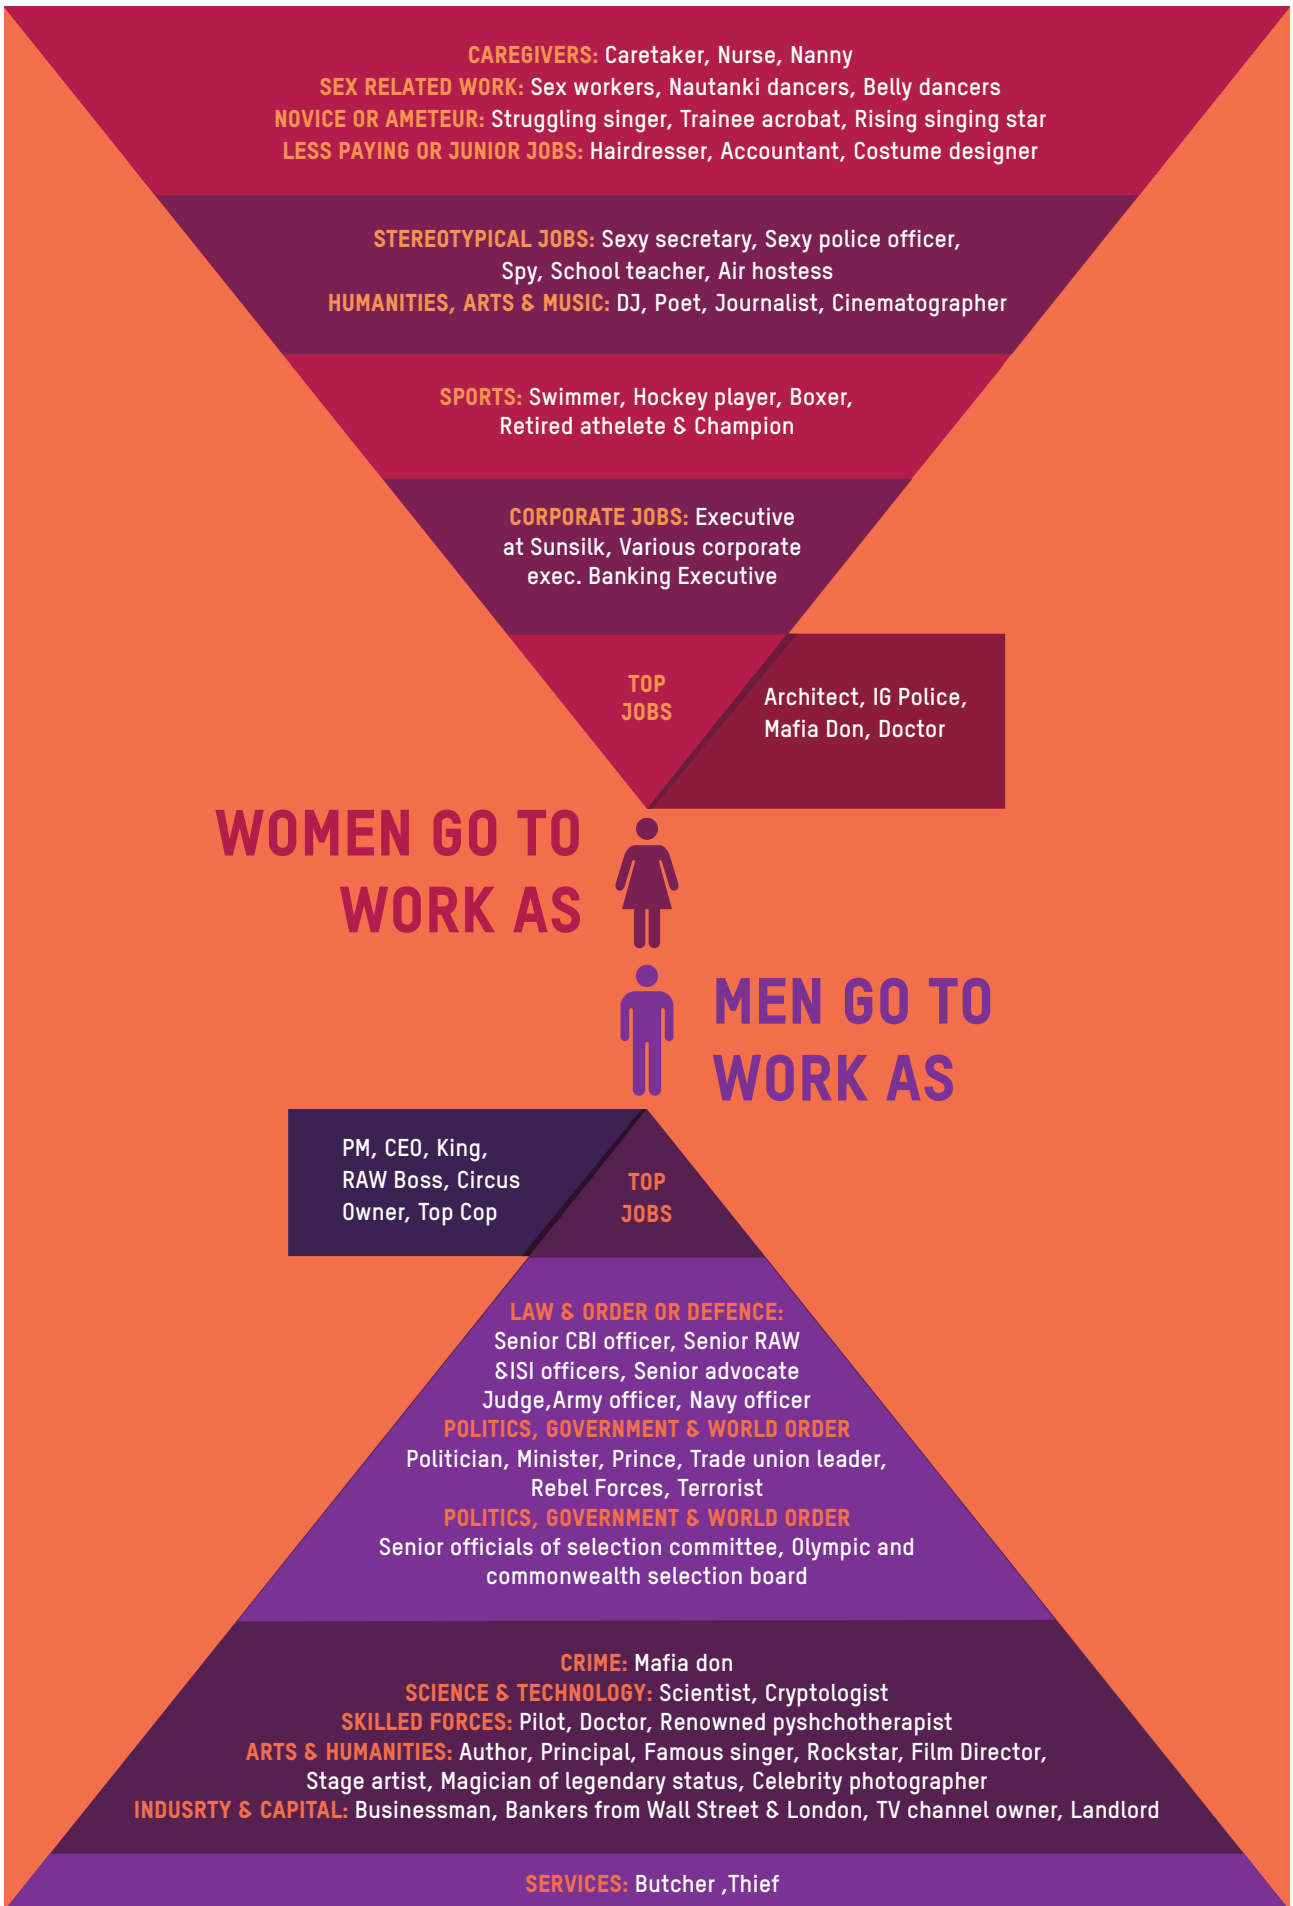 CAREGIVERS: Caretaker, Nurse, Nanny
SEX RELATED WORK: Sex workers, Nautanki dancers, Belly dancers
NOVICE OR AMETEUR: Struggling singer, Trainee acrobat, Rising singing star
LESS PAYING OR JUNIOR JOBS: Hairdresser, Accountant, Costume designer
STEREOTYPICAL JOBS: Sexy secretary, Sexy police officer,
Spy, School teacher, Air hostess
HUMANITIES, ARTS & MUSIC: DJ, Poet, Journalist, Cinematographer
SPORTS: Swimmer, Hockey player, Boxer,
Retired athelete & Champion
CORPORATE JOBS: Executive
at Sunsilk, Various corporate
exec. Banking Executive
TOP
JOBS
Architect, IG Police,
Mafia Don, Doctor
WOMEN GO TO
WORK AS
MEN GO TO
WORK AS
PM, CEO, King,
RAW Boss, Circus
Owner, Top Cop
TOP
JOBS
LAW & ORDER OR DEFENCE:
Senior CBI officer, Senior RAW
&ISI officers, Senior advocate
Judge,Army officer, Navy officer
POLITICS, GOVERNMENT & WORLD ORDER
Politician, Minister, Prince, Trade union leader,
Rebel Forces, Terrorist
POLITICS, GOVERNMENT & WORLD ORDER
Senior officials of selection committee, Olympic and
commonwealth selection board
CRIME: Mafia don
SCIENCE & TECHNOLOGY: Scientist, Cryptologist
SKILLED FORCES: Pilot, Doctor, Renowned pyshchotherapist
ARTS & HUMANITIES: Author, Principal, Famous singer, Rockstar, Film Director,
Stage artist, Magician of legendary status, Celebrity photographer
INDUSRTY & CAPITAL: Businessman, Bankers from Wall Street & London, TV channel owner, Landlord
SERVICES: Butcher ,Thief